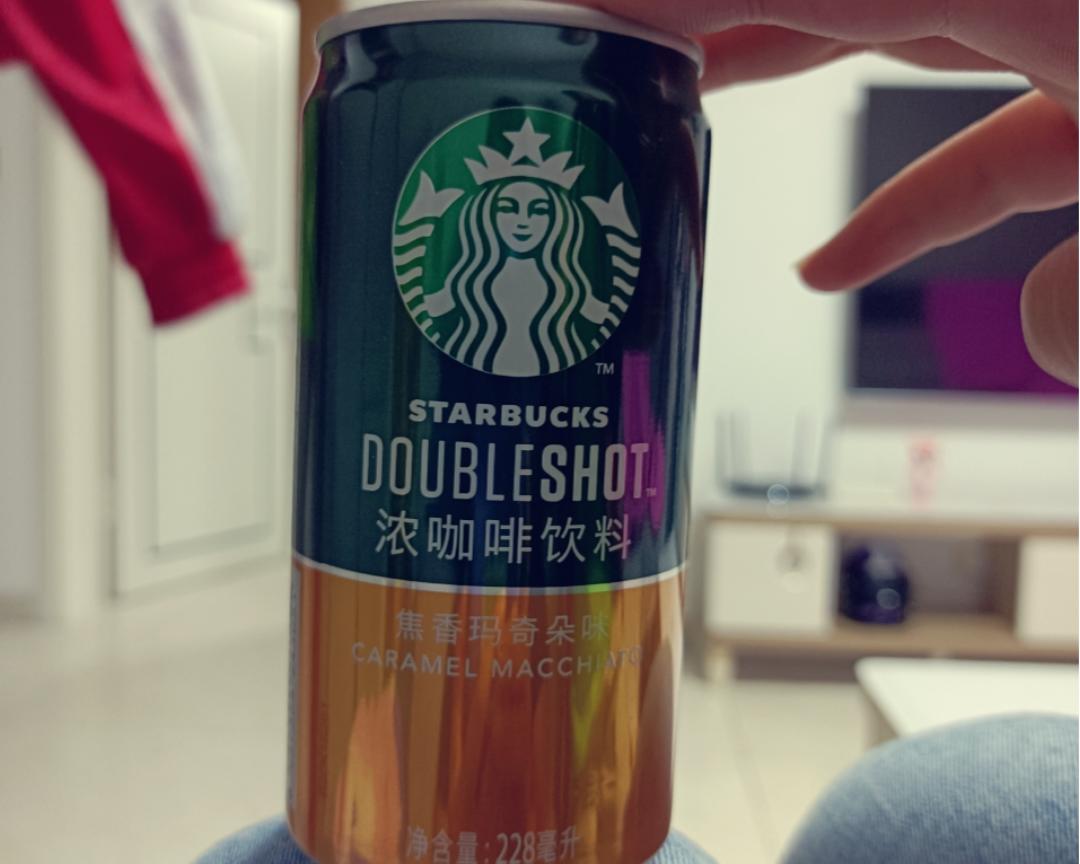 TM
STARBUCKS
DOUBLESHOT™
浓咖啡饮料
焦香玛奇朵味
CARAMEL MACCHIATO
净含量:228毫升